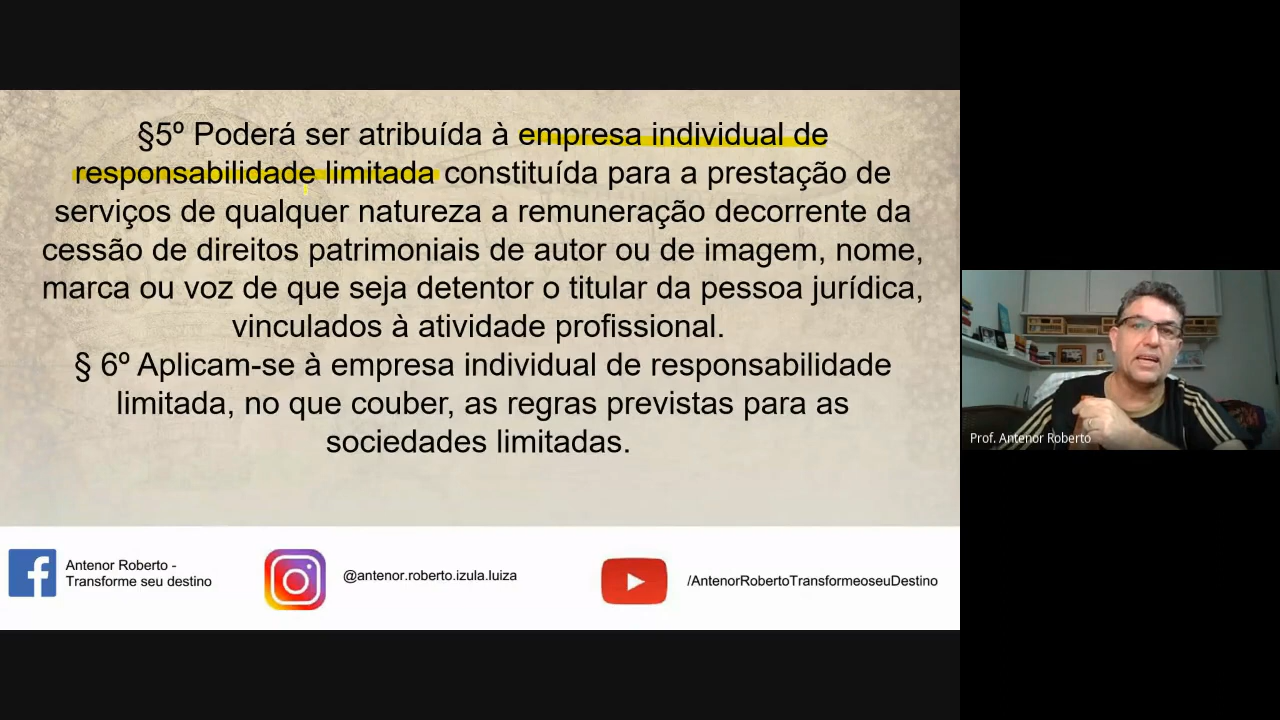 §5º Poderá ser atribuída à empresa individual de
responsabilidade limitada constituída para a prestação de
serviços de qualquer natureza a remuneração decorrente da
cessão de direitos patrimoniais de autor ou de imagem, nome,
marca ou voz de que seja detentor o titular da pessoa jurídica,
vinculados à atividade profissional.
§ 6º Aplicam-se à empresa individual de responsabilidade
limitada, no que couber, as regras previstas para as
sociedades limitadas.
Prof. Antenor Roberto
Antenor Roberto -
Transforme seu destino
@antenor.roberto.izula.luiza
/AntenorRobertoTransformeoseuDestino